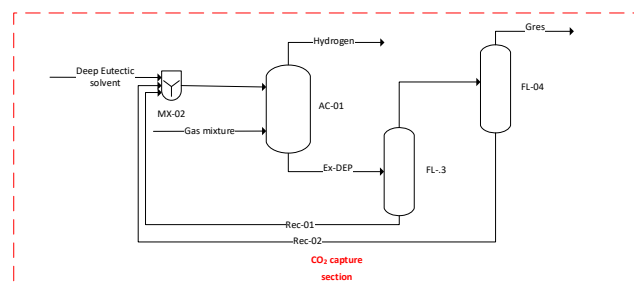 Gres
Hydrogen
FL-04
Deep Eutectic
solvent
AC-01
MX-02
Gas mixture
Ex-DEP
FL-.3
Rec-01
Rec-02
CO₂ capture
section